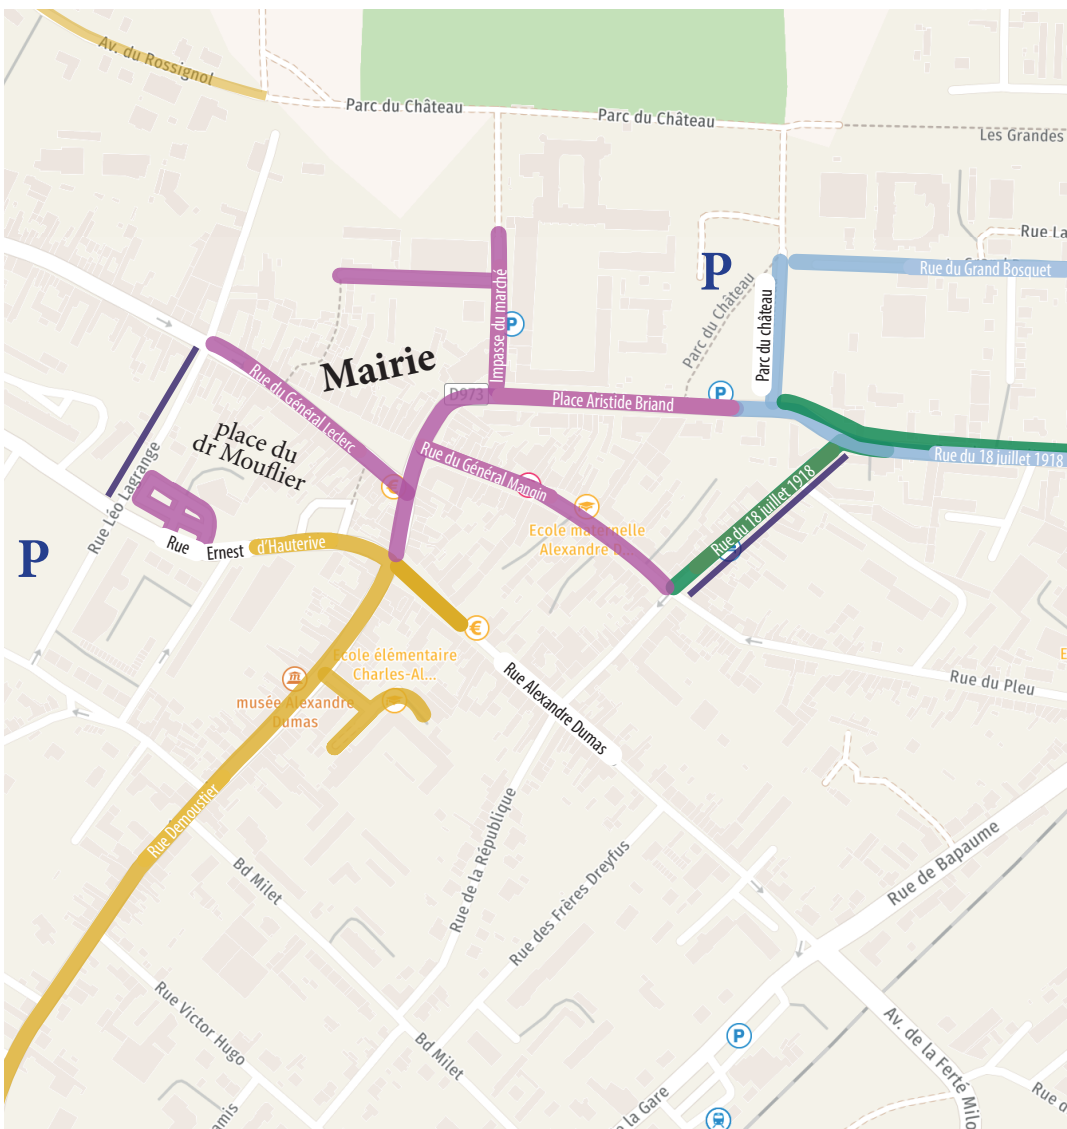 Av. du Rossignol
Parc du Château
Parc du Château
Les Grandes
Rue La
P
Rue du Grand Bosquet
Parc du Château
Parc du château
Impasse du marché
P
Mairie
D973
P
Place Aristide Briand
Rue du Général Leclerc
place du
dr Mouflier
Rue du Général Mangin
Rue du 18 juillet 1918
Rue du 18 juillet 1918
Rue Léo Lagrange
Ecole maternelle
Alexandre D...
P
Rue
Ernest
d'Hauterive
€
Ecole élémentaire
Charles-Al...
musée Alexandre
Dumas
Rue Alexandre Dumas
Rue du Pleu
E
Rue Demoustier
Rue de la République
Rue des Frères Dreyfus
Rue de Bapaume
Bd Milet
Rue Victor Hugo
Bd Milet
P
Av. de la Ferté Milo
e la Gare
Rue d
amis